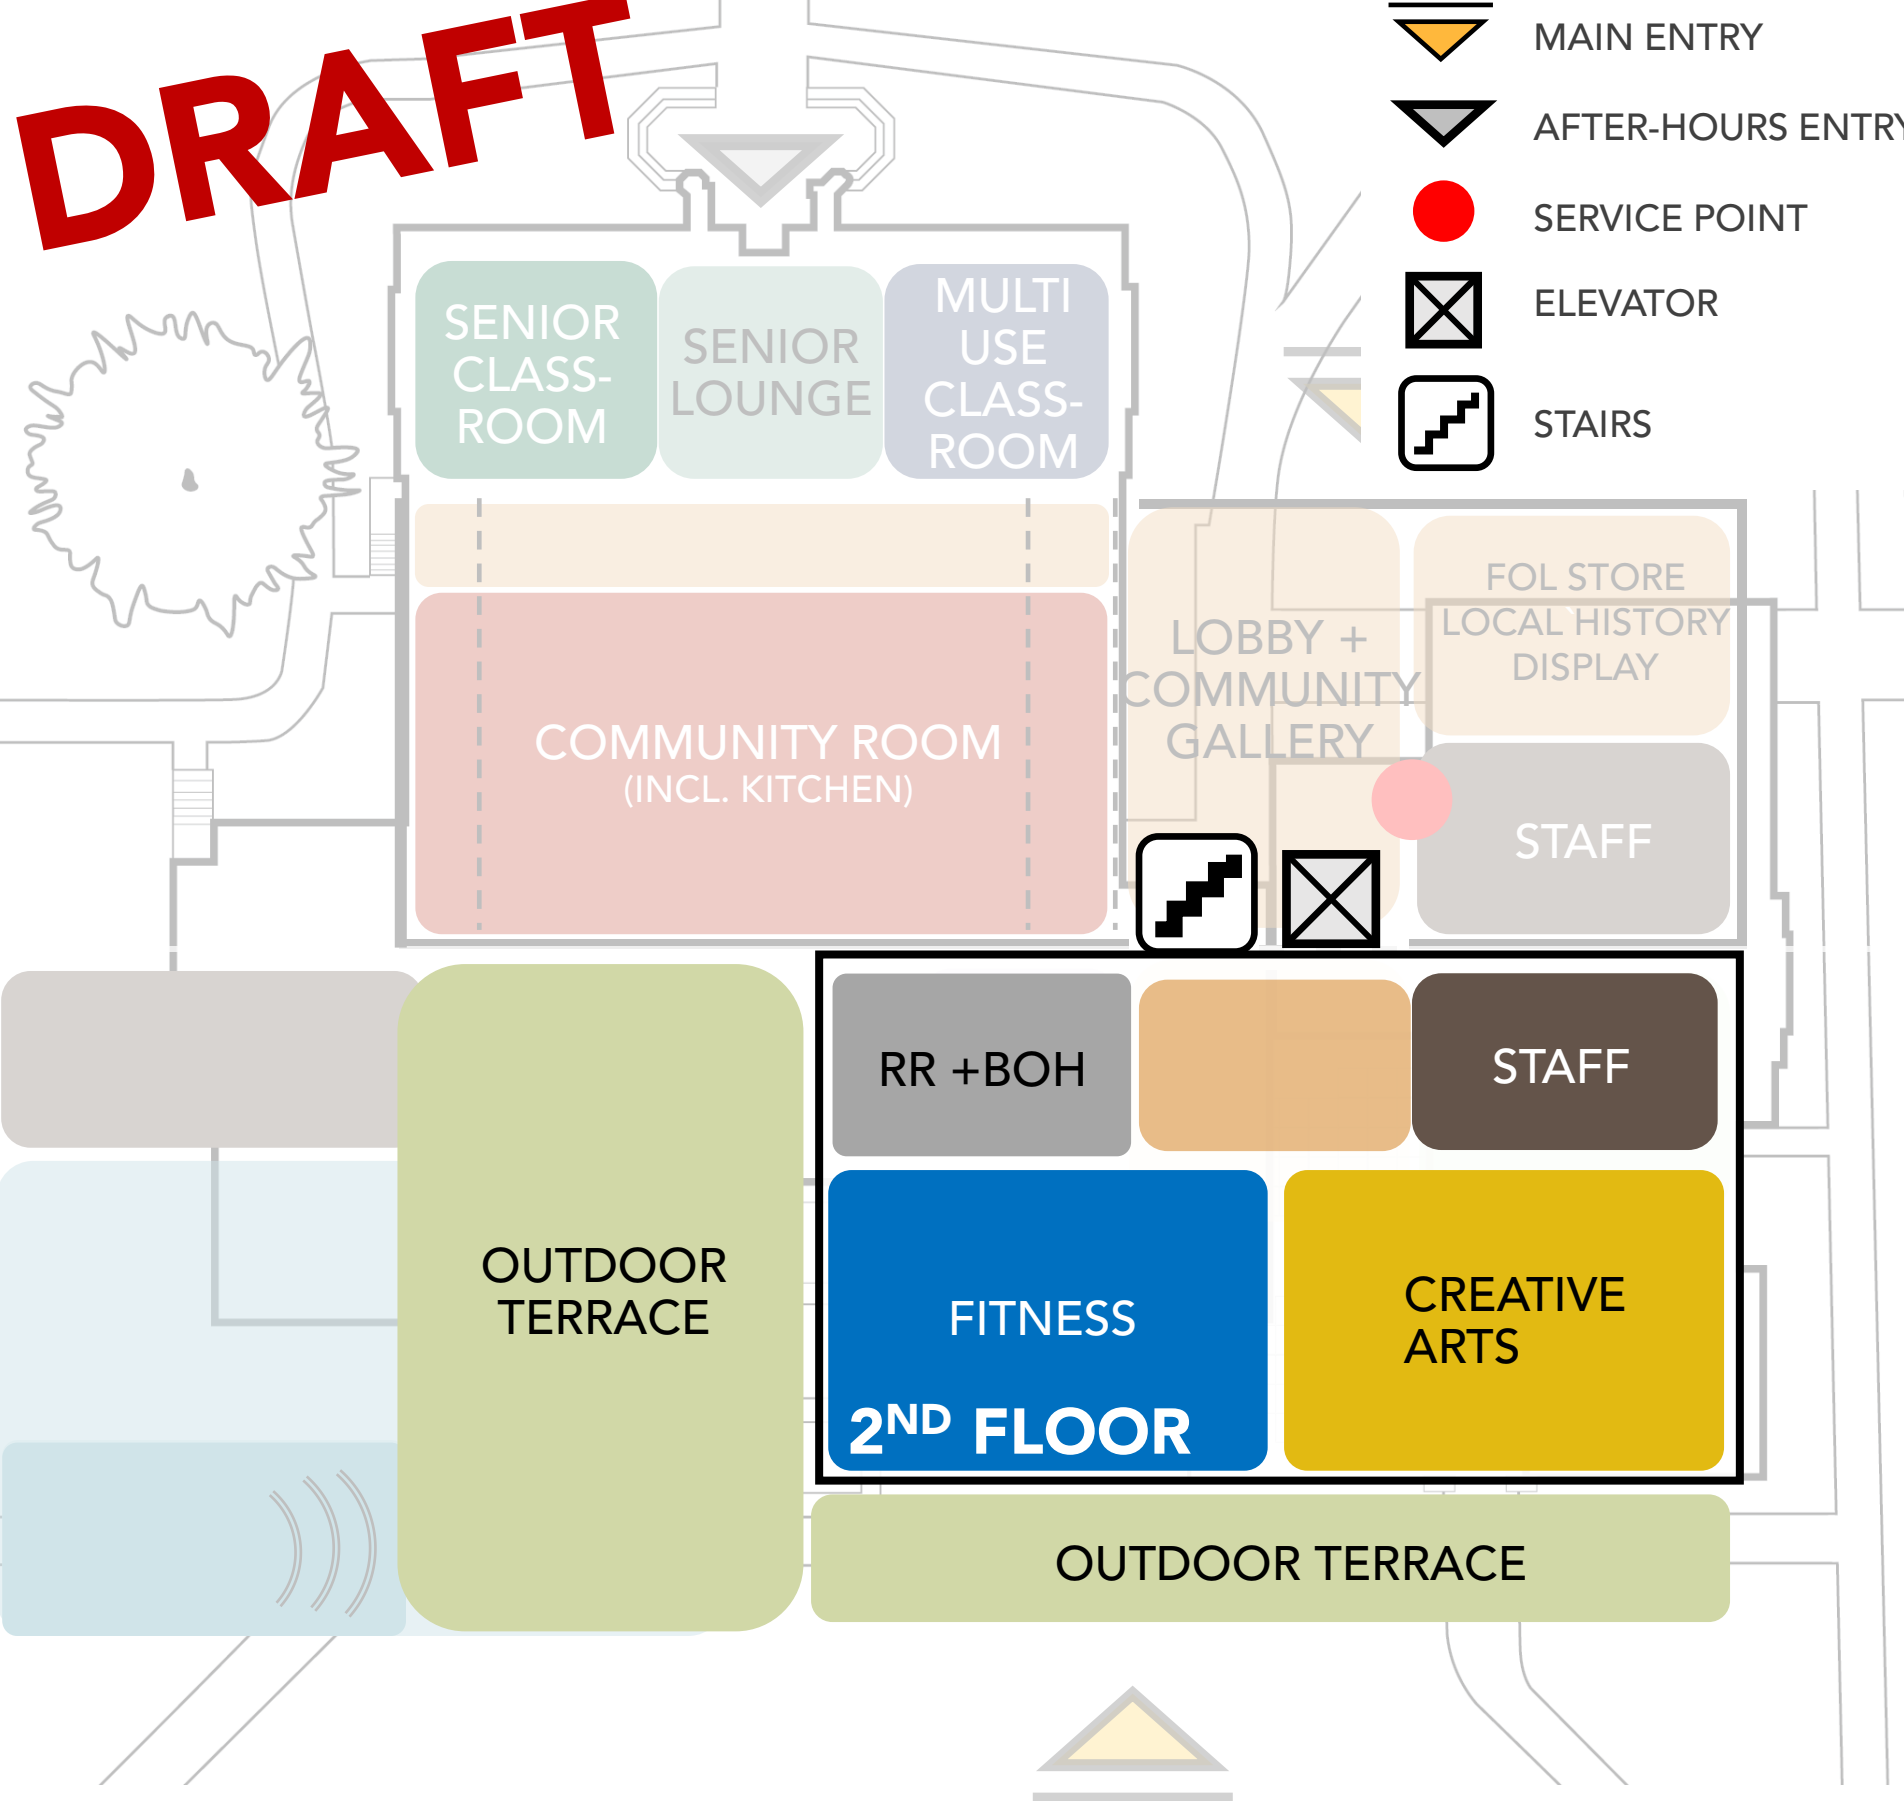 DRAFT
MAIN ENTRY
AFTER-HOURS ENTRY
SERVICE POINT
ELEVATOR
STAIRS
SENIOR
CLASS-
ROOM
SENIOR
LOUNGE
MULTI
USE
CLASS-
ROOM
FOL STORE
LOCAL HISTORY
DISPLAY
LOBBY +
COMMUNITY
GALLERY
COMMUNITY ROOM
(INCL. KITCHEN)
STAFF
RR +BOH
STAFF
OUTDOOR
TERRACE
FITNESS
CREATIVE
ARTS
2ND FLOOR
OUTDOOR TERRACE